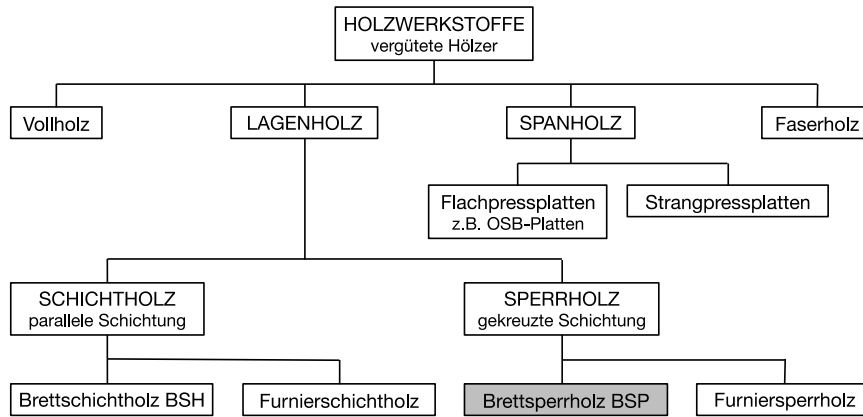 HOLZWERKSTOFFE
vergütete Hölzer
Vollholz
LAGENHOLZ
SPANHOLZ
Faserholz
Flachpressplatten
z.B. OSB-Platten
Strangpressplatten
SCHICHTHOLZ
parallele Schichtung
SPERRHOLZ
gekreuzte Schichtung
Brettschichtholz BSH
Furnierschichtholz
Brettsperrholz BSP
Furniersperrholz